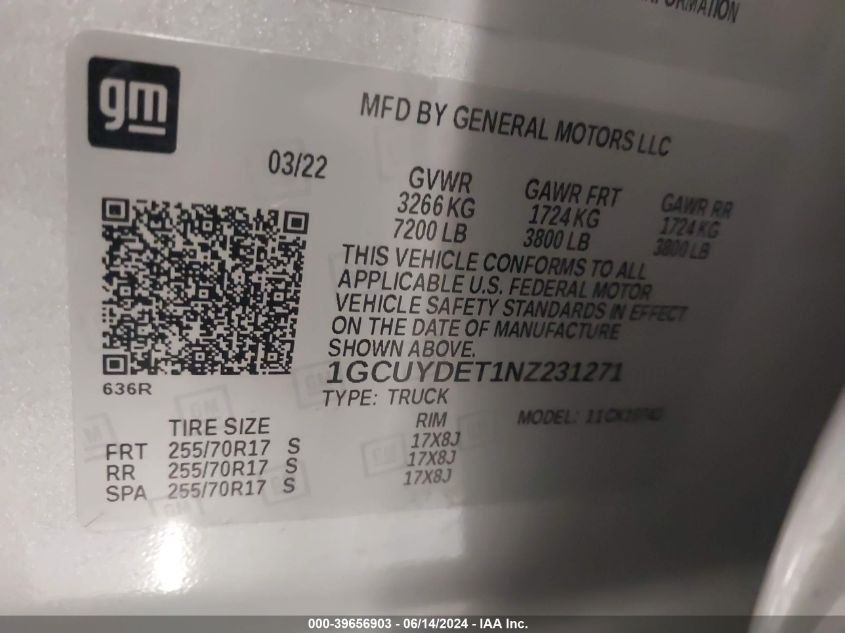 FORMATION
gm
MFD BY GENERAL MOTORS LLC
03/22
GVWR GAWR FRT GAWR RR
3266 KG 1724 KG 1724 KG
7200 LB 3800 LB 3800 LB
THIS VEHICLE CONFORMS TO ALL
APPLICABLE U.S. FEDERAL MOTOR
VEHICLE SAFETY STANDARDS IN EFFECT
ON THE DATE OF MANUFACTURE
SHOWN ABOVE.
1GCUYDET1NZ231271
636R
TYPE: TRUCK
MODEL:
TIRE SIZE RIM
FRT 255/70R17 S 17X8J
RR 255/70R17 S 17X8J
SPA 255/70R17 S 17X8J
000-39656903 - 06/14/2024 - IAA Inc.